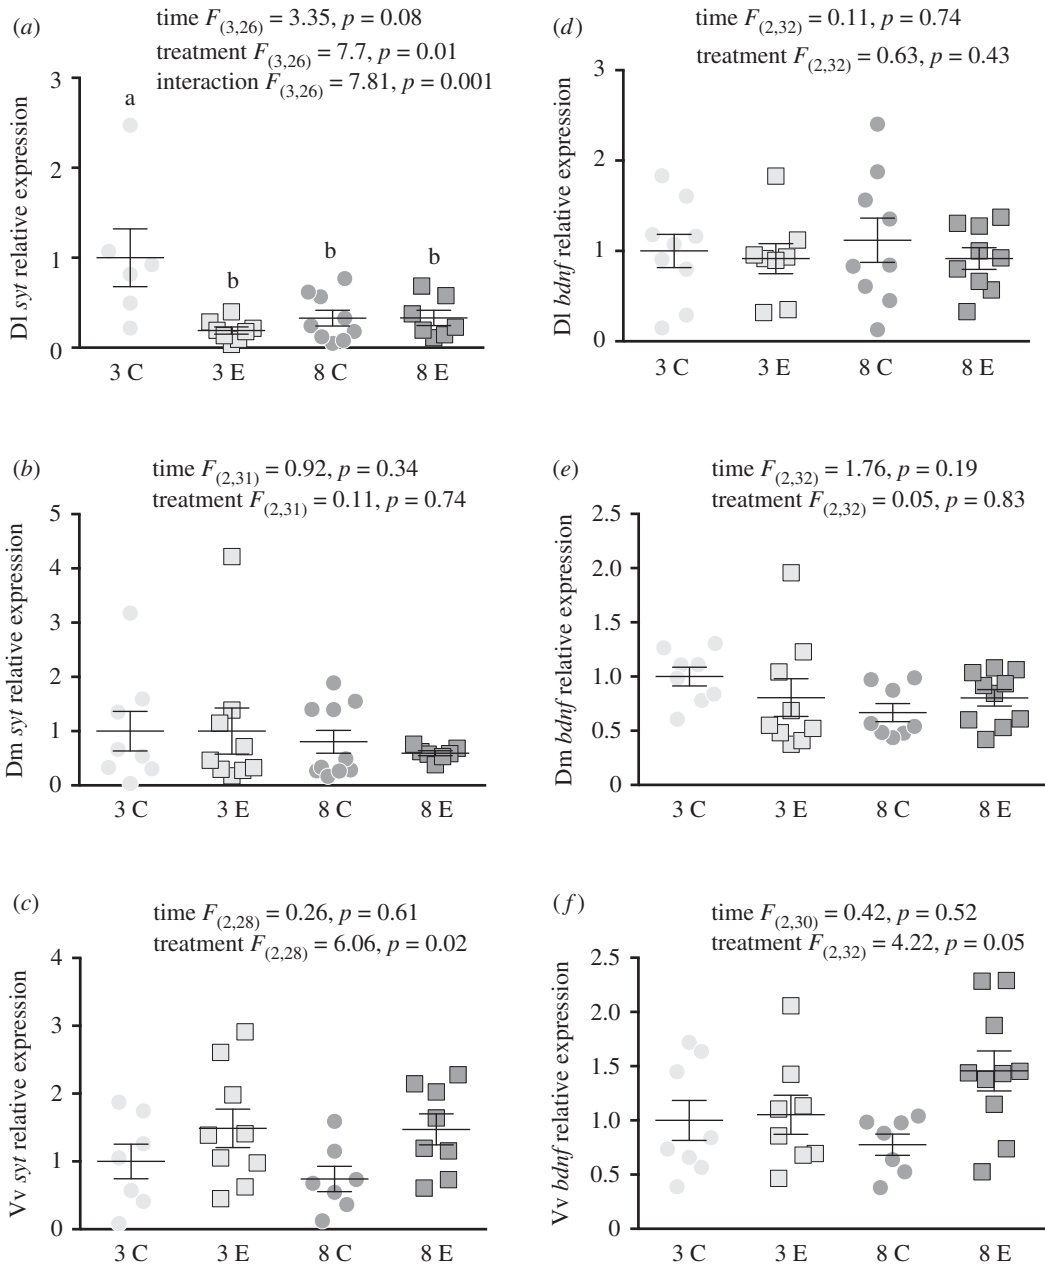 (a)
time F(3,26) = 3.35, p = 0.08
treatment F(3,26) = 7.7, p = 0.01
interaction F(3,26) = 7.81, p = 0.001
Dl syt relative expression
3
2
1
0
a
b
b
b
3 C 3 E 8 C 8 E
(d)
time F(2,32) = 0.11, p = 0.74
treatment F(2,32) = 0.63, p = 0.43
Dl bdnf relative expression
3
2
1
0
3 C 3 E 8 C 8 E
(b)
time F(2,31) = 0.92, p = 0.34
treatment F(2,31) = 0.11, p = 0.74
Dm syt relative expression
5
4
3
2
1
0
3 C 3 E 8 C 8 E
(e)
time F(2,32) = 1.76, p = 0.19
treatment F(2,32) = 0.05, p = 0.83
Dm bdnf relative expression
2.5
2.0
1.5
1.0
0.5
0
3 C 3 E 8 C 8 E
(c)
time F(2,28) = 0.26, p = 0.61
treatment F(2,28) = 6.06, p = 0.02
Vv syt relative expression
4
3
2
1
0
3 C 3 E 8 C 8 E
(f)
time F(2,30) = 0.42, p = 0.52
treatment F(2,32) = 4.22, p = 0.05
Vv bdnf relative expression
2.5
2.0
1.5
1.0
0.5
0
3 C 3 E 8 C 8 E